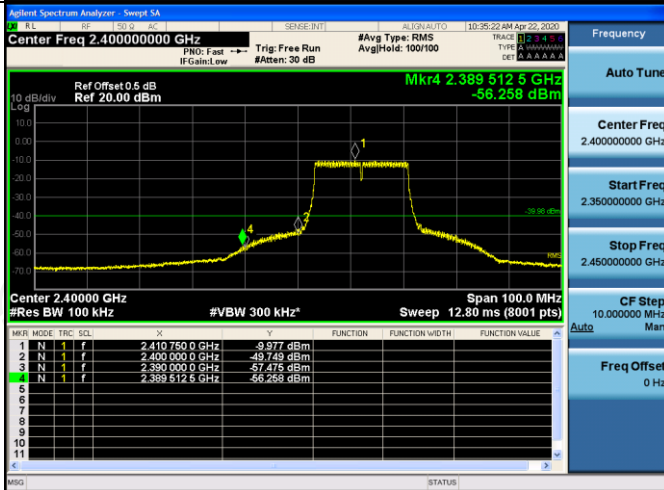 Agilent Spectrum Analyzer - Swept SA
RL RF 50 Ω AC SENSE:INT ALIGN AUTO 10:35:22 AM Apr 22, 2020
Center Freq 2.400000000 GHz
PNO: Fast
IFGain:Low
Trig: Free Run
#Atten: 30 dB
#Avg Type: RMS
Avg|Hold: 100/100
TRACE 1 2 3 4 5 6
TYPE A
DET A A A A A A
Ref Offset 0.5 dB
Ref 20.00 dBm
10 dB/div
Log
Mkr4 2.389 512 5 GHz
-56.258 dBm
10.0
0.00
-10.0
-20.0
-30.0
-40.0
-50.0
-60.0
-70.0
1
2
4
-39.98 dBm
RMS
Center 2.40000 GHz
#Res BW 100 kHz
#VBW 300 kHz*
Span 100.0 MHz
Sweep 12.80 ms (8001 pts)
MKR MODE TRC SCL X Y FUNCTION FUNCTION WIDTH FUNCTION VALUE
1 N 1 f 2.410 750 0 GHz -9.977 dBm
2 N 1 f 2.400 000 0 GHz -49.749 dBm
3 N 1 f 2.390 000 0 GHz -57.475 dBm
4 N 1 f 2.389 512 5 GHz -56.258 dBm
5
6
7
8
9
10
11
MSG STATUS
Frequency
Auto Tune
Center Freq
2.400000000 GHz
Start Freq
2.350000000 GHz
Stop Freq
2.450000000 GHz
CF Step
10.000000 MHz
Auto Man
Freq Offset
0 Hz